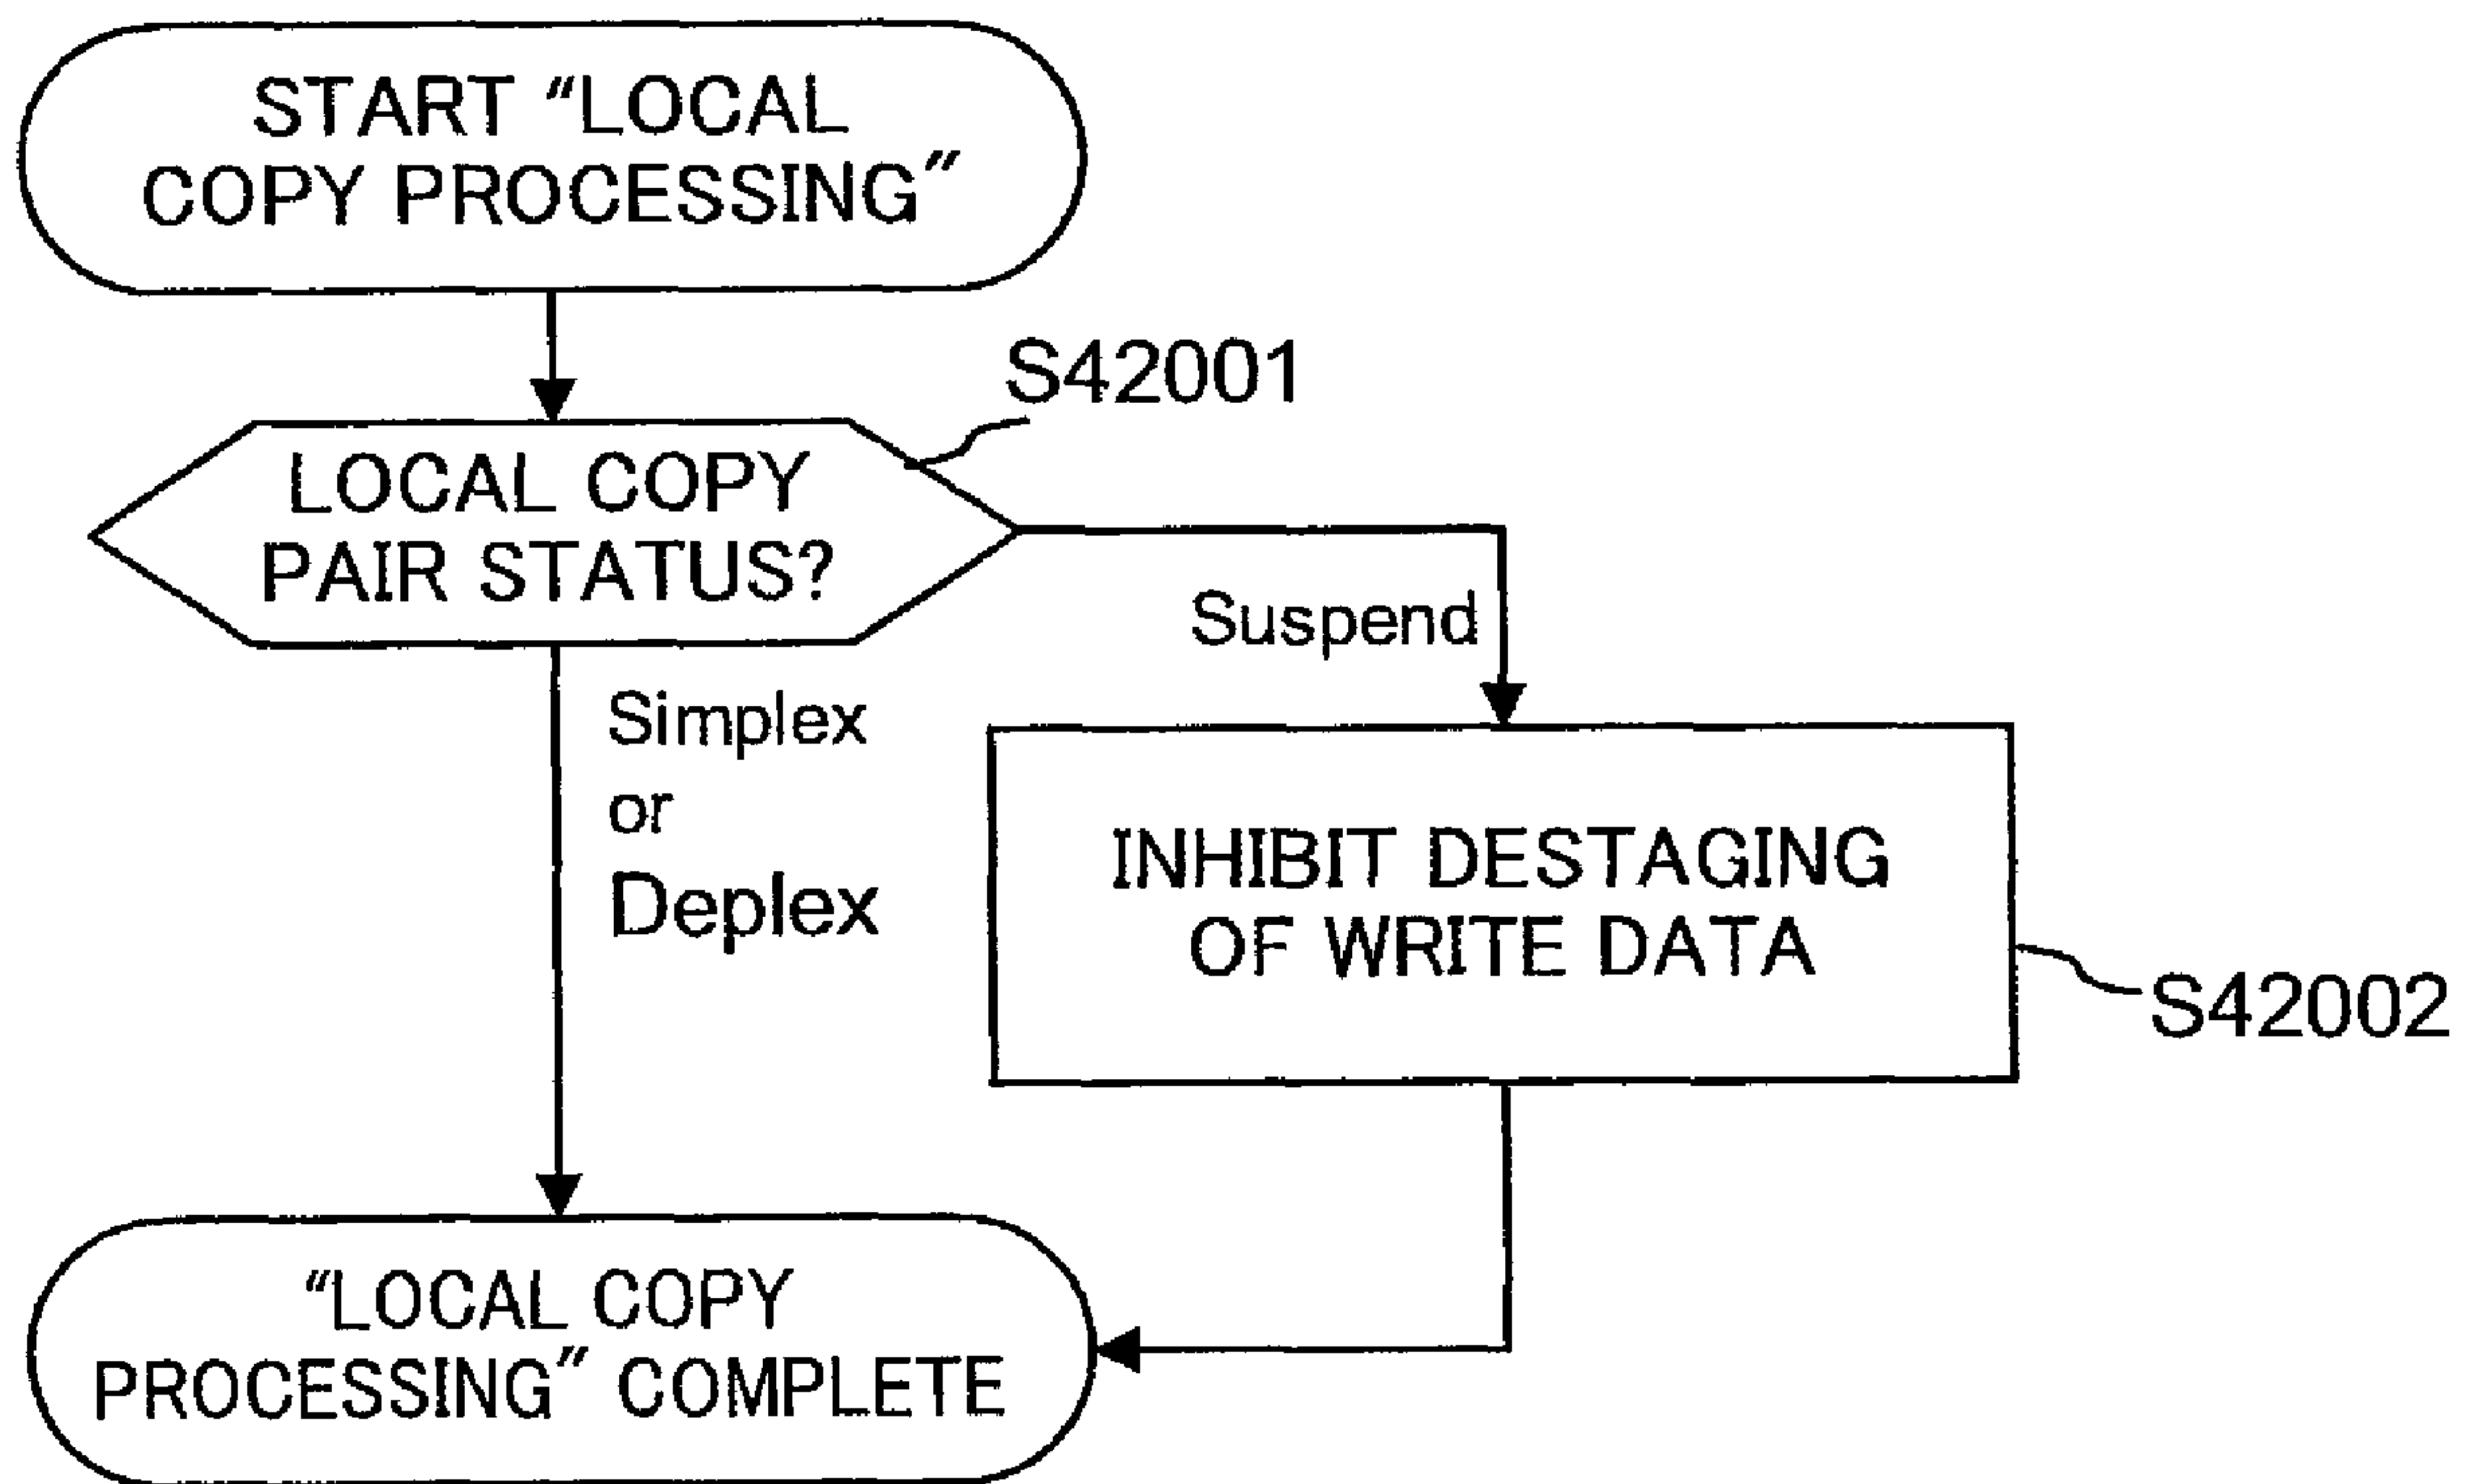 START "LOCAL
COPY PROCESSING"
S42001
LOCAL COPY
PAIR STATUS?
Suspend
Simplex
or
Deplex
INHIBIT DESTAGING
OF WRITE DATA
S42002
"LOCAL COPY
PROCESSING" COMPLETE